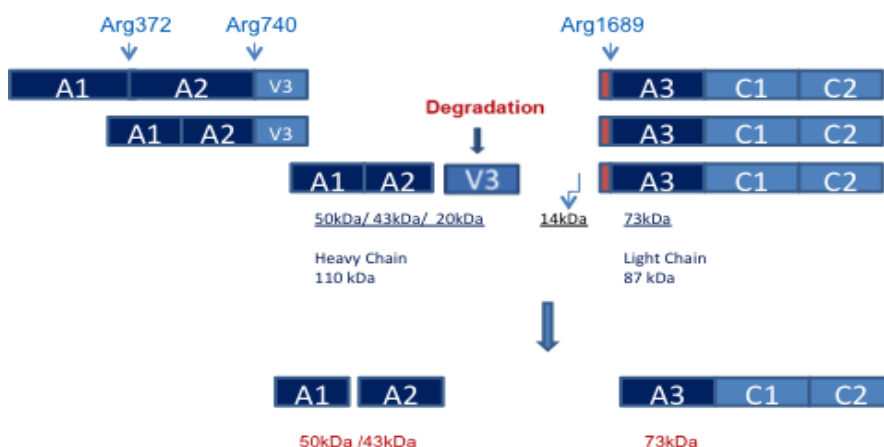 Arg372 Arg740 Arg1689
A1 A2 V3 A3 C1 C2
Degradation
A1 A2 V3 A3 C1 C2
A1 A2 V3 A3 C1 C2
50kDa/ 43kDa/ 20kDa 14kDa 73kDa
Heavy Chain Light Chain
110 kDa 87 kDa
A1 A2 A3 C1 C2
50kDa /43kDa 73kDa